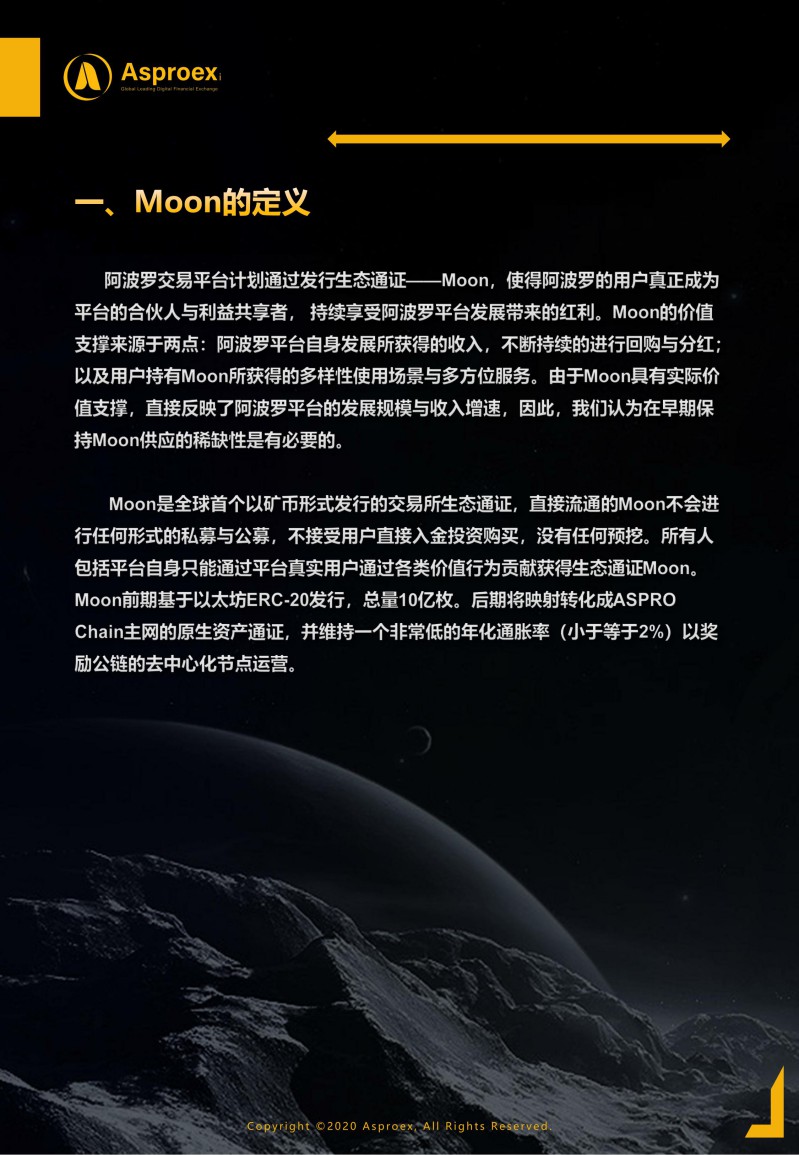 Asproex
Global Leading Digital Financial Exchange
一、Moon的定义
阿波罗交易平台计划通过发行生态通证——Moon，使得阿波罗的用户真正成为
平台的合伙人与利益共享者， 持续享受阿波罗平台发展带来的红利。Moon的价值
支撑来源于两点：阿波罗平台自身发展所获得的收入，不断持续的进行回购与分红；
以及用户持有Moon所获得的多样性使用场景与多方位服务。由于Moon具有实际价
值支撑，直接反映了阿波罗平台的发展规模与收入增速，因此，我们认为在早期保
持Moon供应的稀缺性是有必要的。
Moon是全球首个以矿币形式发行的交易所生态通证，直接流通的Moon不会进
行任何形式的私募与公募，不接受用户直接入金投资购买，没有任何预挖。所有人
包括平台自身只能通过平台真实用户通过各类价值行为贡献获得生态通证Moon。
Moon前期基于以太坊ERC-20发行，总量10亿枚。后期将映射转化成ASPRO
Chain主网的原生资产通证，并维持一个非常低的年化通胀率（小于等于2%）以奖
励公链的去中心化节点运营。
Copyright ©2020 Asproex, All Rights Reserved.